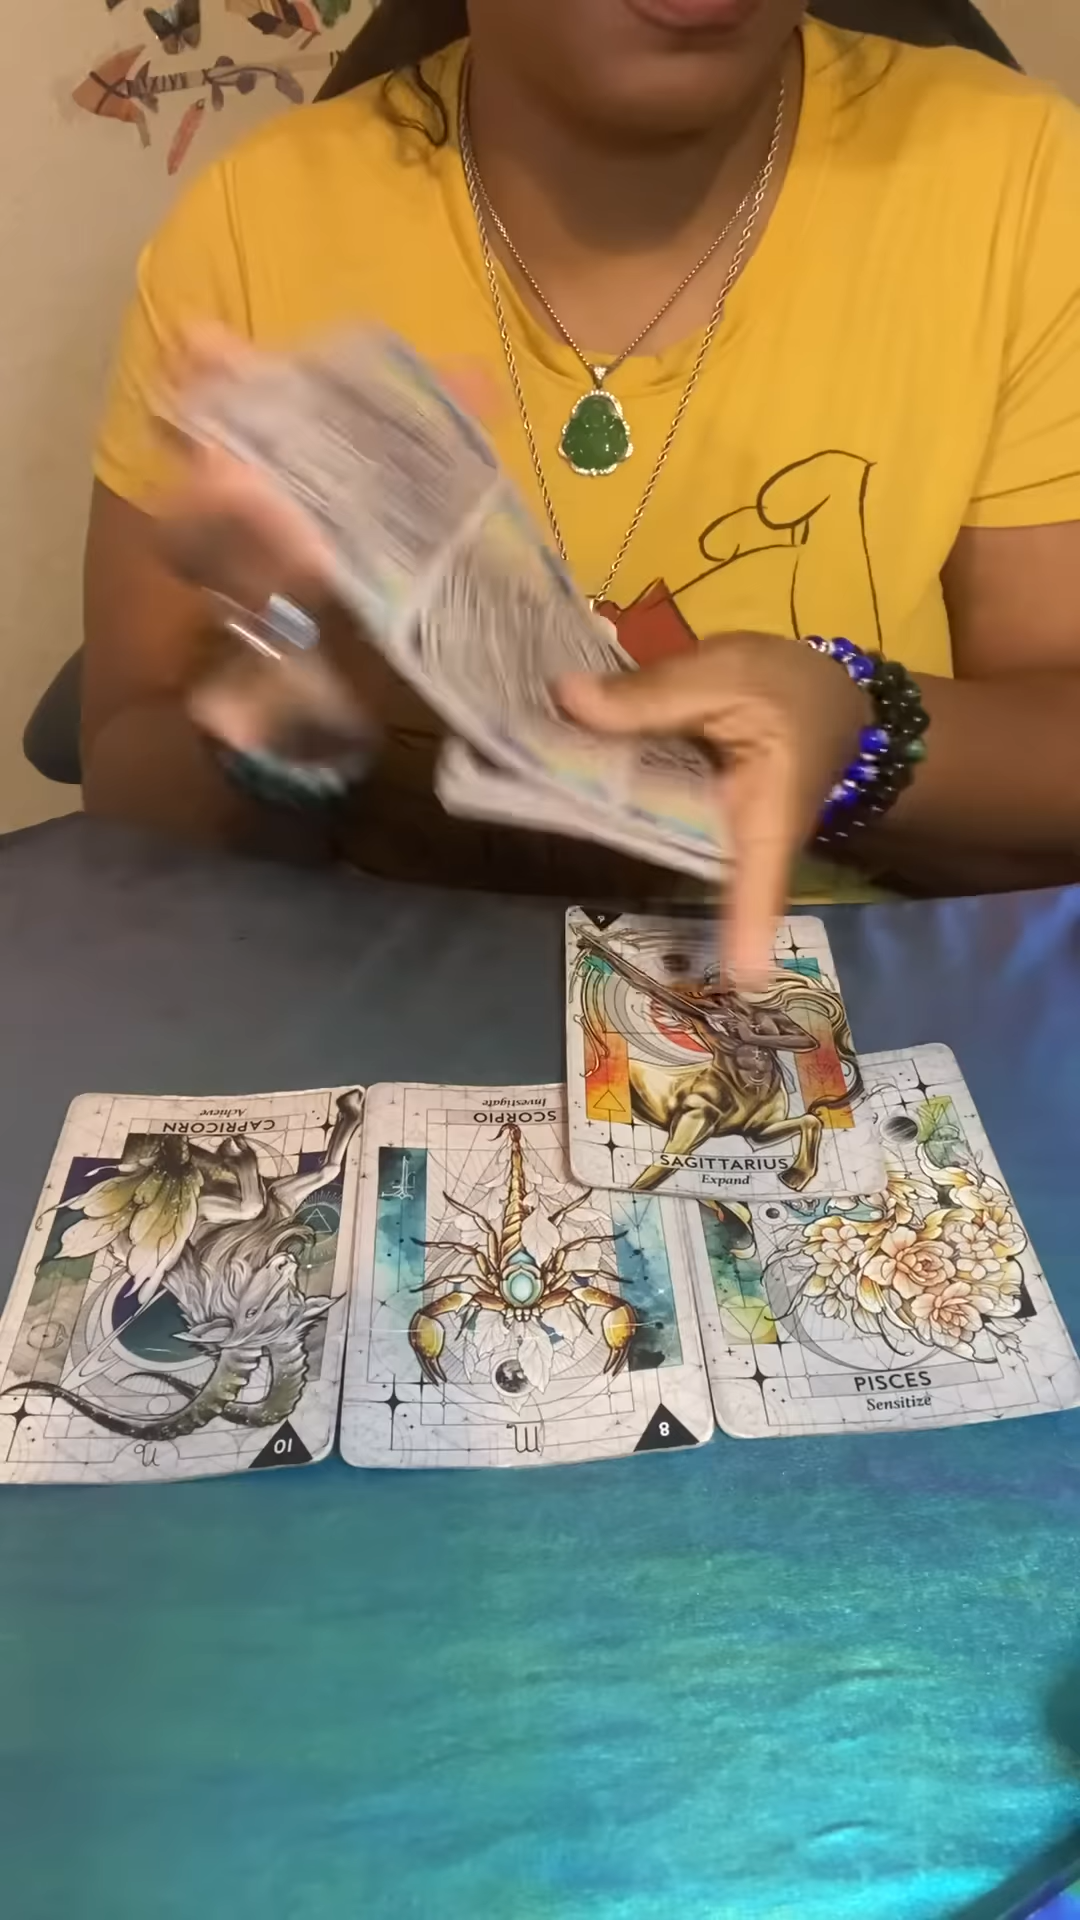 SAGITTARIUS
Expand
Achieve
CAPRICORN
Investigate
SCORPIO
PISCES
Sensitize
10
8